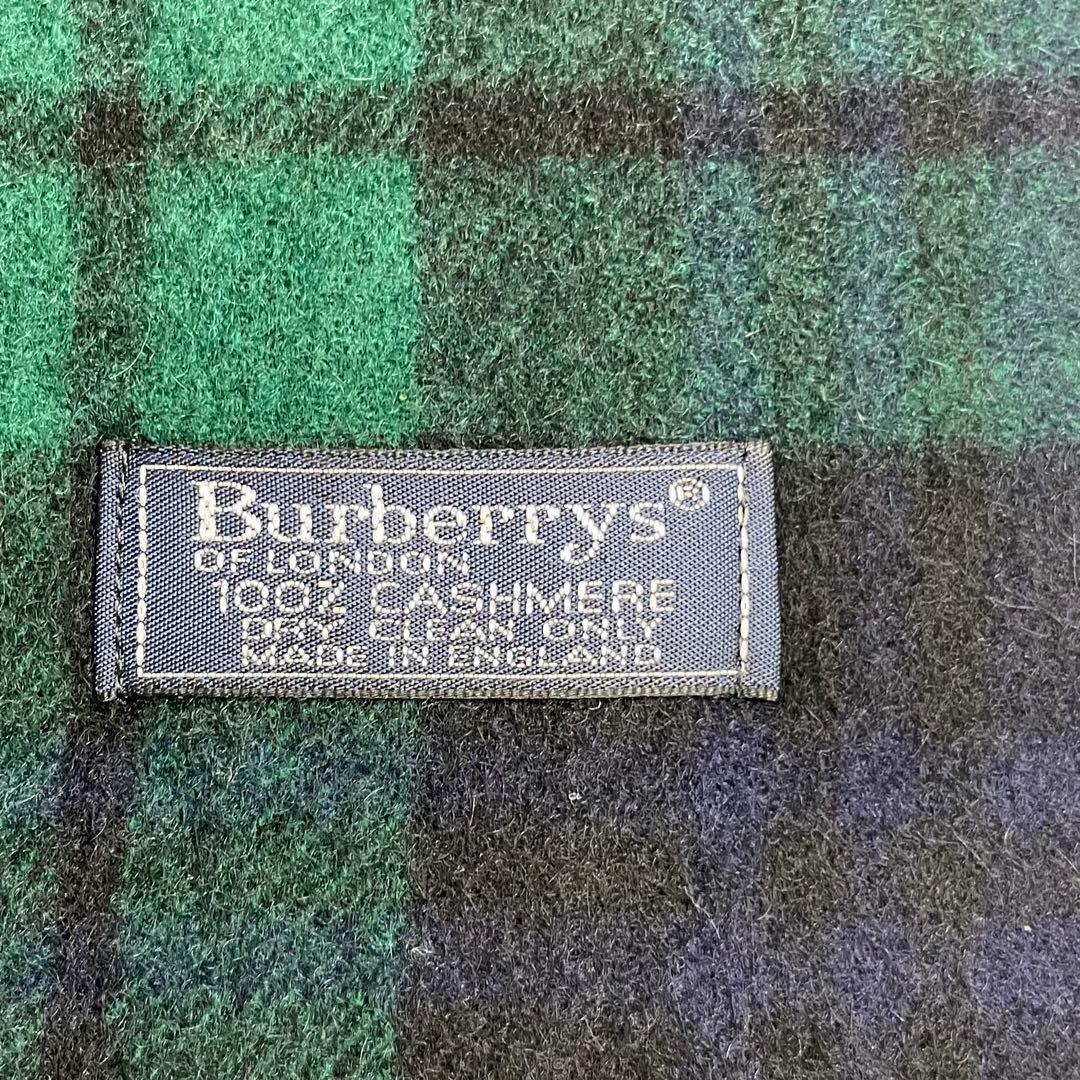 Burberrys®
OF LONDON
100% CASHMERE
DRY CLEAN ONLY
MADE IN ENGLAND